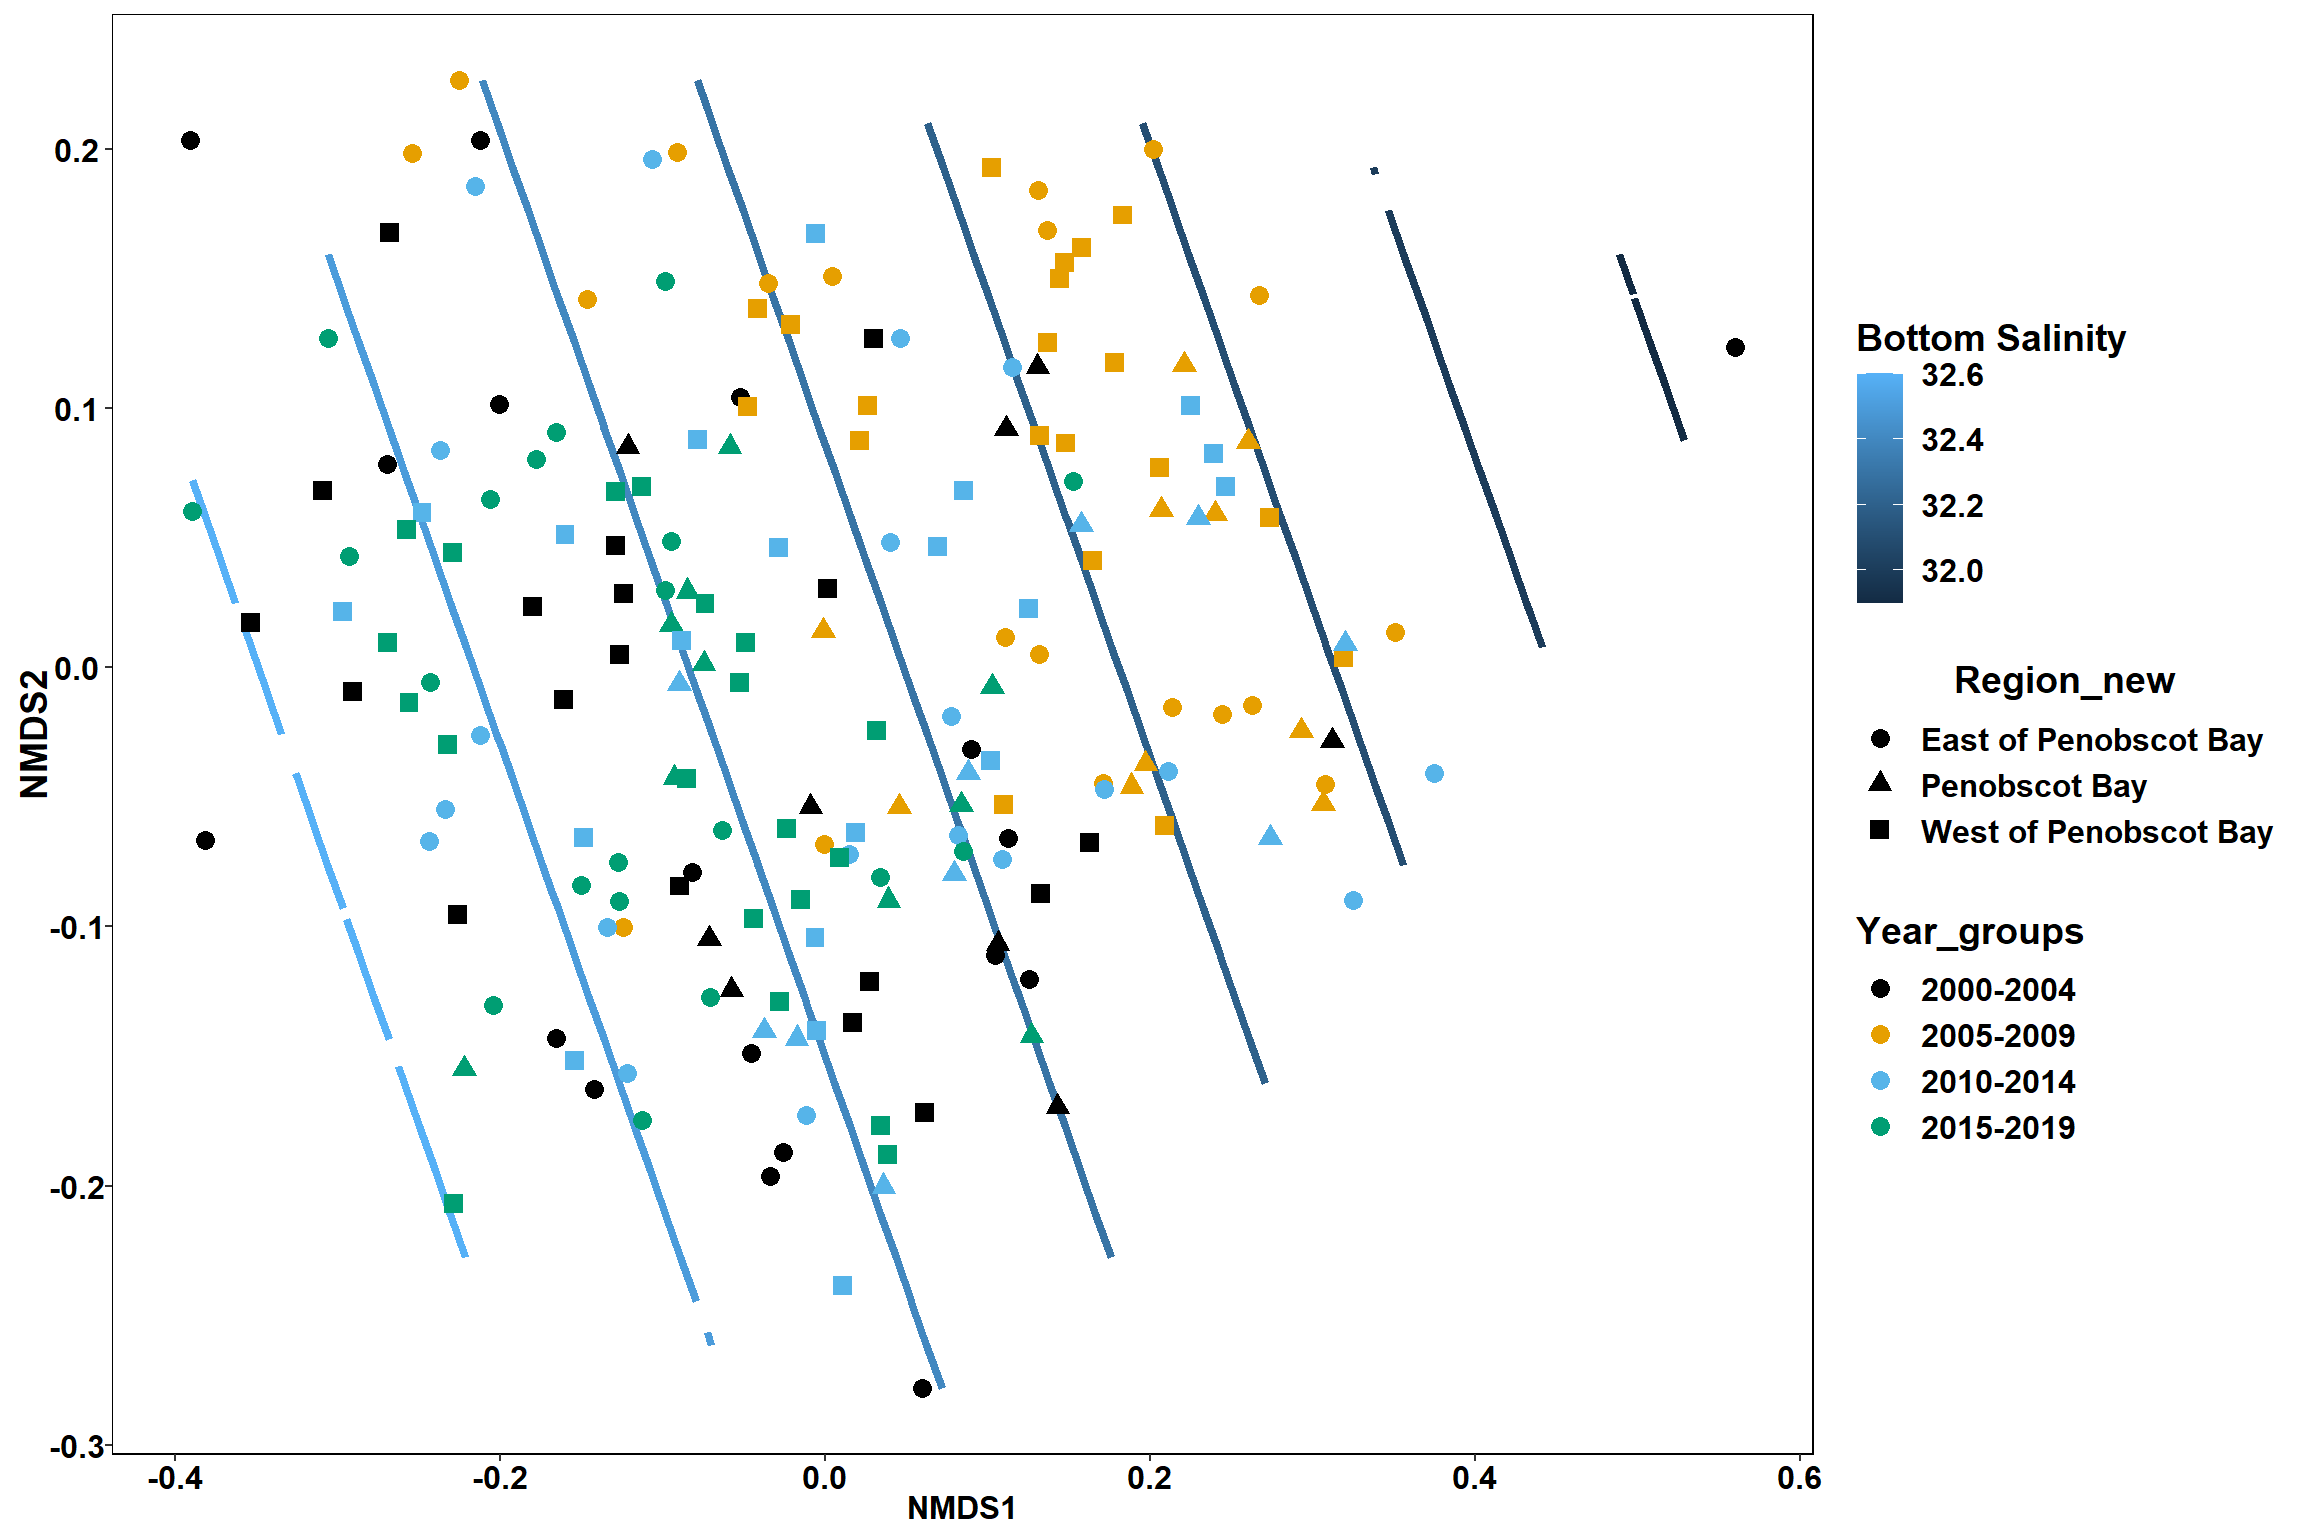 0.2
0.1
0.0
-0.1
-0.2
-0.3
NMDS2
-0.4
-0.2
0.0
0.2
0.4
0.6
NMDS1
Bottom Salinity
32.6
32.4
32.2
32.0
Region_new
East of Penobscot Bay
Penobscot Bay
West of Penobscot Bay
Year_groups
2000-2004
2005-2009
2010-2014
2015-2019